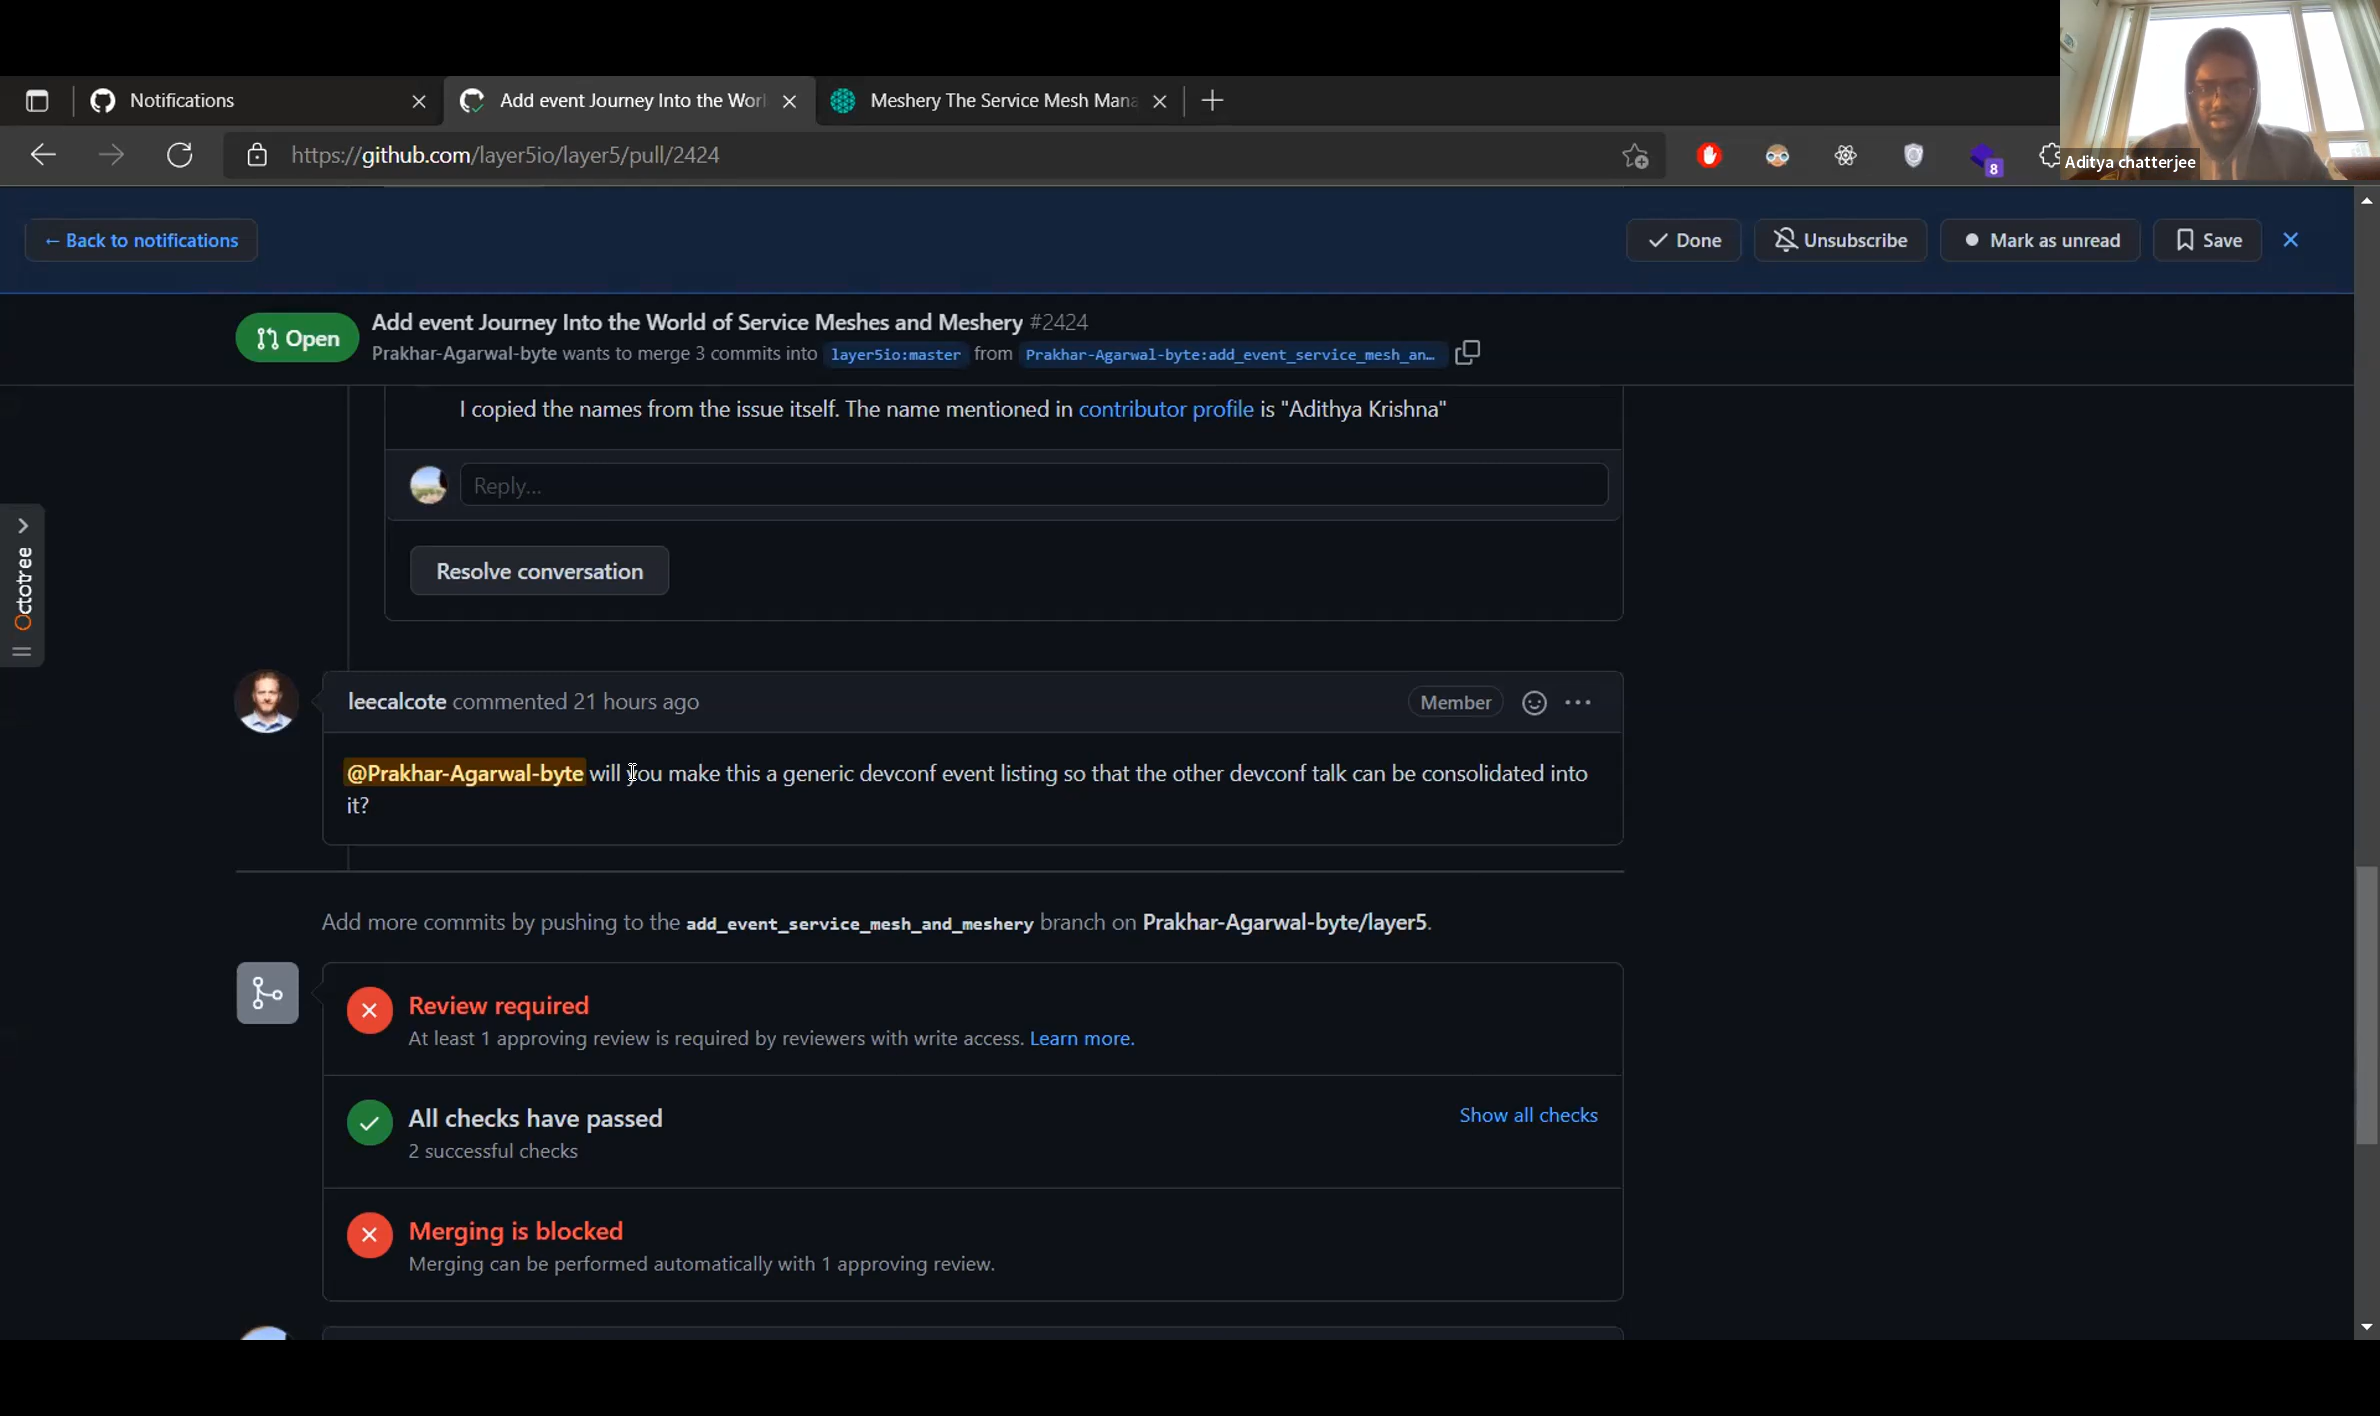 Notifications
Add event Journey Into the Worl
Meshery The Service Mesh Mana
https://github.com/layer5io/layer5/pull/2424
8
Aditya chatterjee
← Back to notifications
Done
Unsubscribe
Mark as unread
Save
Open
Add event Journey Into the World of Service Meshes and Meshery #2424
Prakhar-Agarwal-byte wants to merge 3 commits into layer5io:master from Prakhar-Agarwal-byte:add_event_service_mesh_an…
I copied the names from the issue itself. The name mentioned in contributor profile is "Adithya Krishna"
Reply...
Resolve conversation
Octotree
leecalcote commented 21 hours ago
Member
@Prakhar-Agarwal-byte will you make this a generic devconf event listing so that the other devconf talk can be consolidated into
it?
Add more commits by pushing to the add_event_service_mesh_and_meshery branch on Prakhar-Agarwal-byte/layer5.
Review required
At least 1 approving review is required by reviewers with write access. Learn more.
All checks have passed
2 successful checks
Show all checks
Merging is blocked
Merging can be performed automatically with 1 approving review.